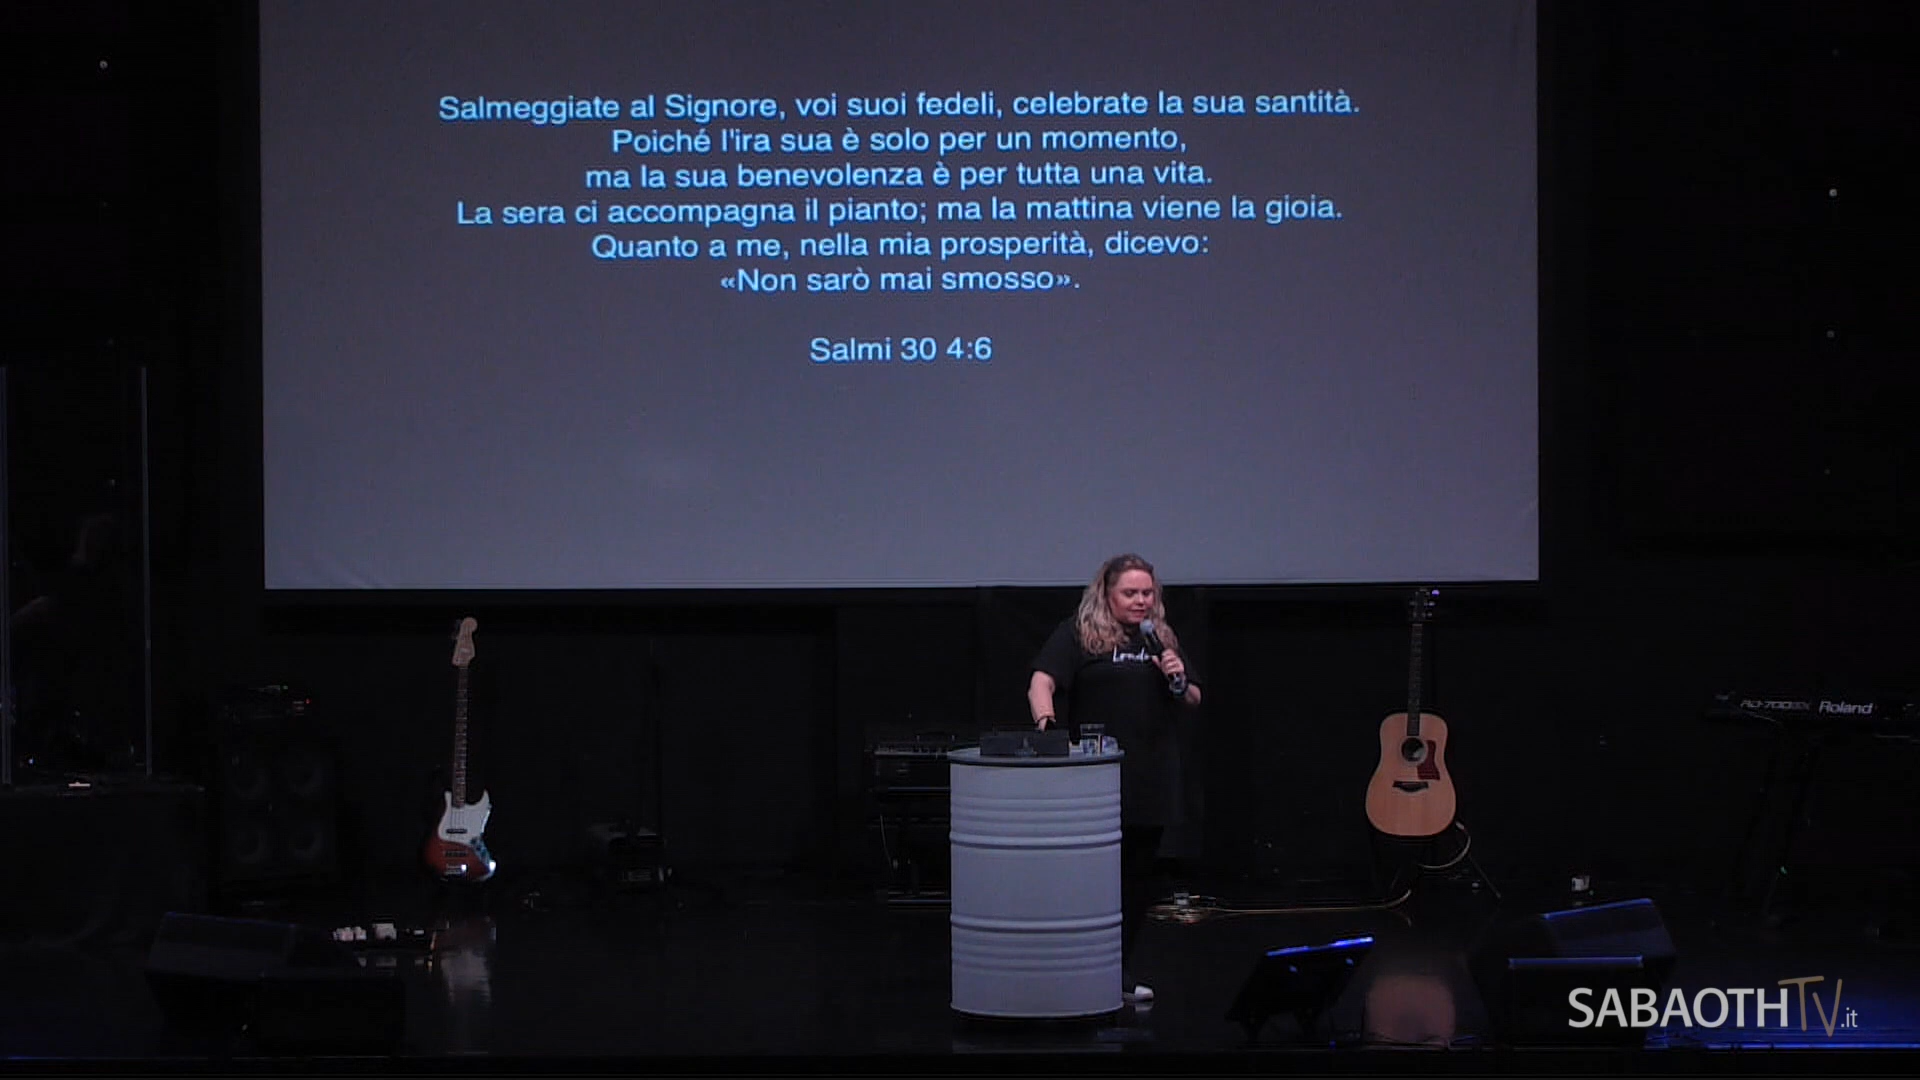 Salmeggiate al Signore, voi suoi fedeli, celebrate la sua santità.
Poiché l'ira sua è solo per un momento,
ma la sua benevolenza è per tutta una vita.
La sera ci accompagna il pianto; ma la mattina viene la gioia.
Quanto a me, nella mia prosperità, dicevo:
«Non sarò mai smosso».
Salmi 30 4:6
Roland
SABAOTHTV.it